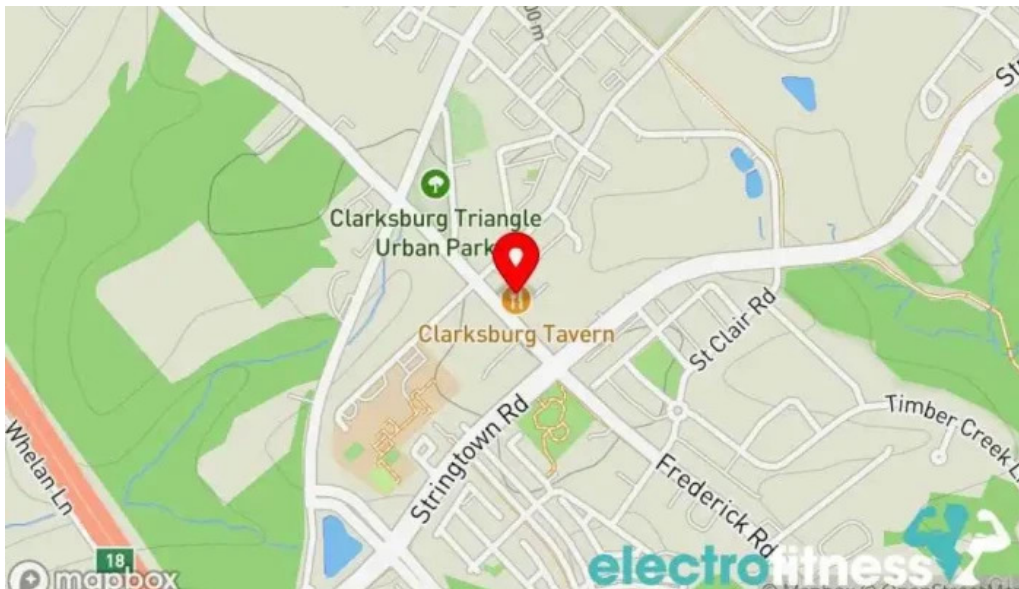 00 m
Clarksburg Triangle
Urban Park
Clarksburg Tavern
St Clair Rd
Timber Creek L
Stringtown Rd
Frederick Rd
Whelan Ln
18
mapbox
electrofitness